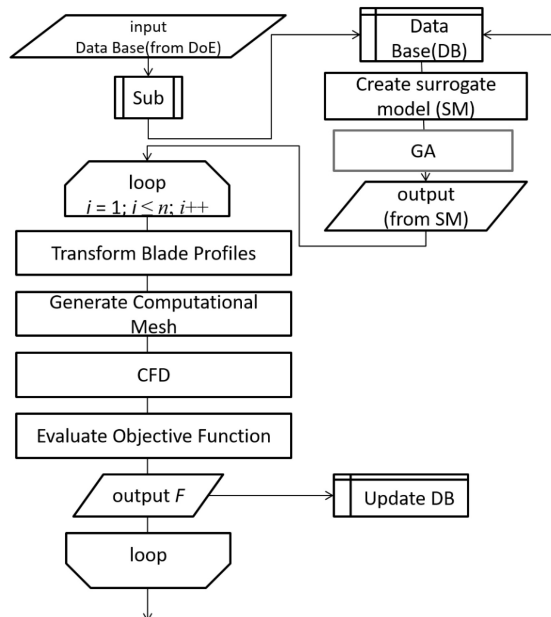 input
Data Base(from DoE)
Sub
Data
Base(DB)
Create surrogate
model (SM)
GA
output
(from SM)
loop
i = 1; i ≤ n; i++
Transform Blade Profiles
Generate Computational
Mesh
CFD
Evaluate Objective Function
output F
Update DB
loop